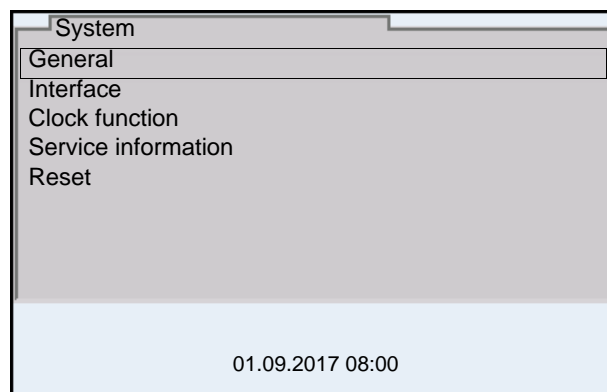 System
General
Interface
Clock function
Service information
Reset
01.09.2017 08:00